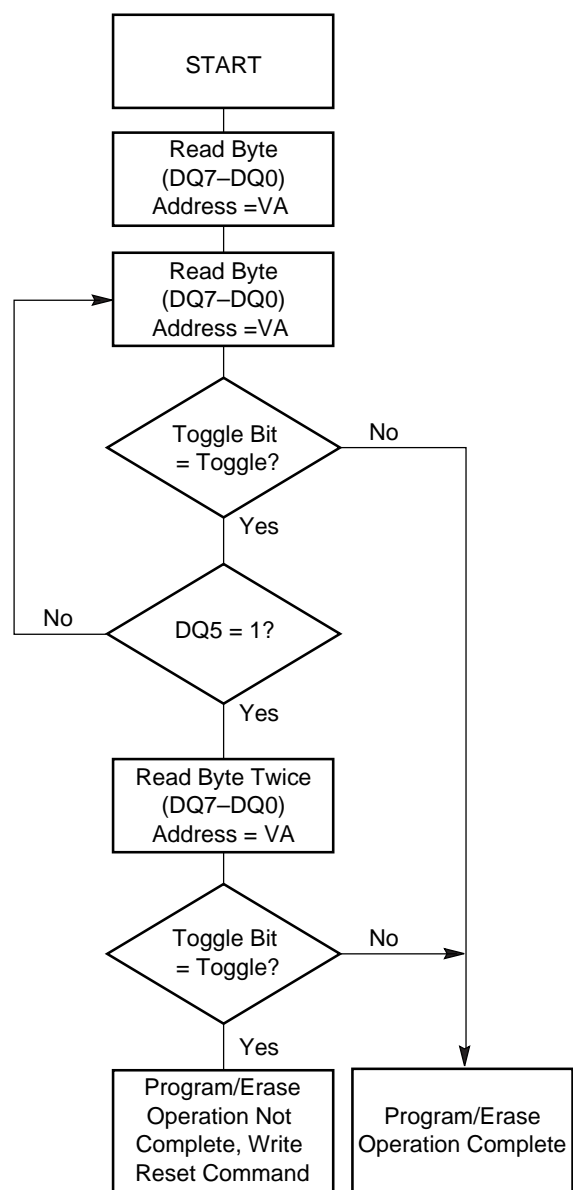 START
Read Byte
(DQ7–DQ0)
Address =VA
Read Byte
(DQ7–DQ0)
Address =VA
Toggle Bit
= Toggle?
No
Yes
No
DQ5 = 1?
Yes
Read Byte Twice
(DQ7–DQ0)
Address = VA
Toggle Bit
= Toggle?
No
Yes
Program/Erase
Operation Not
Complete, Write
Reset Command
Program/Erase
Operation Complete